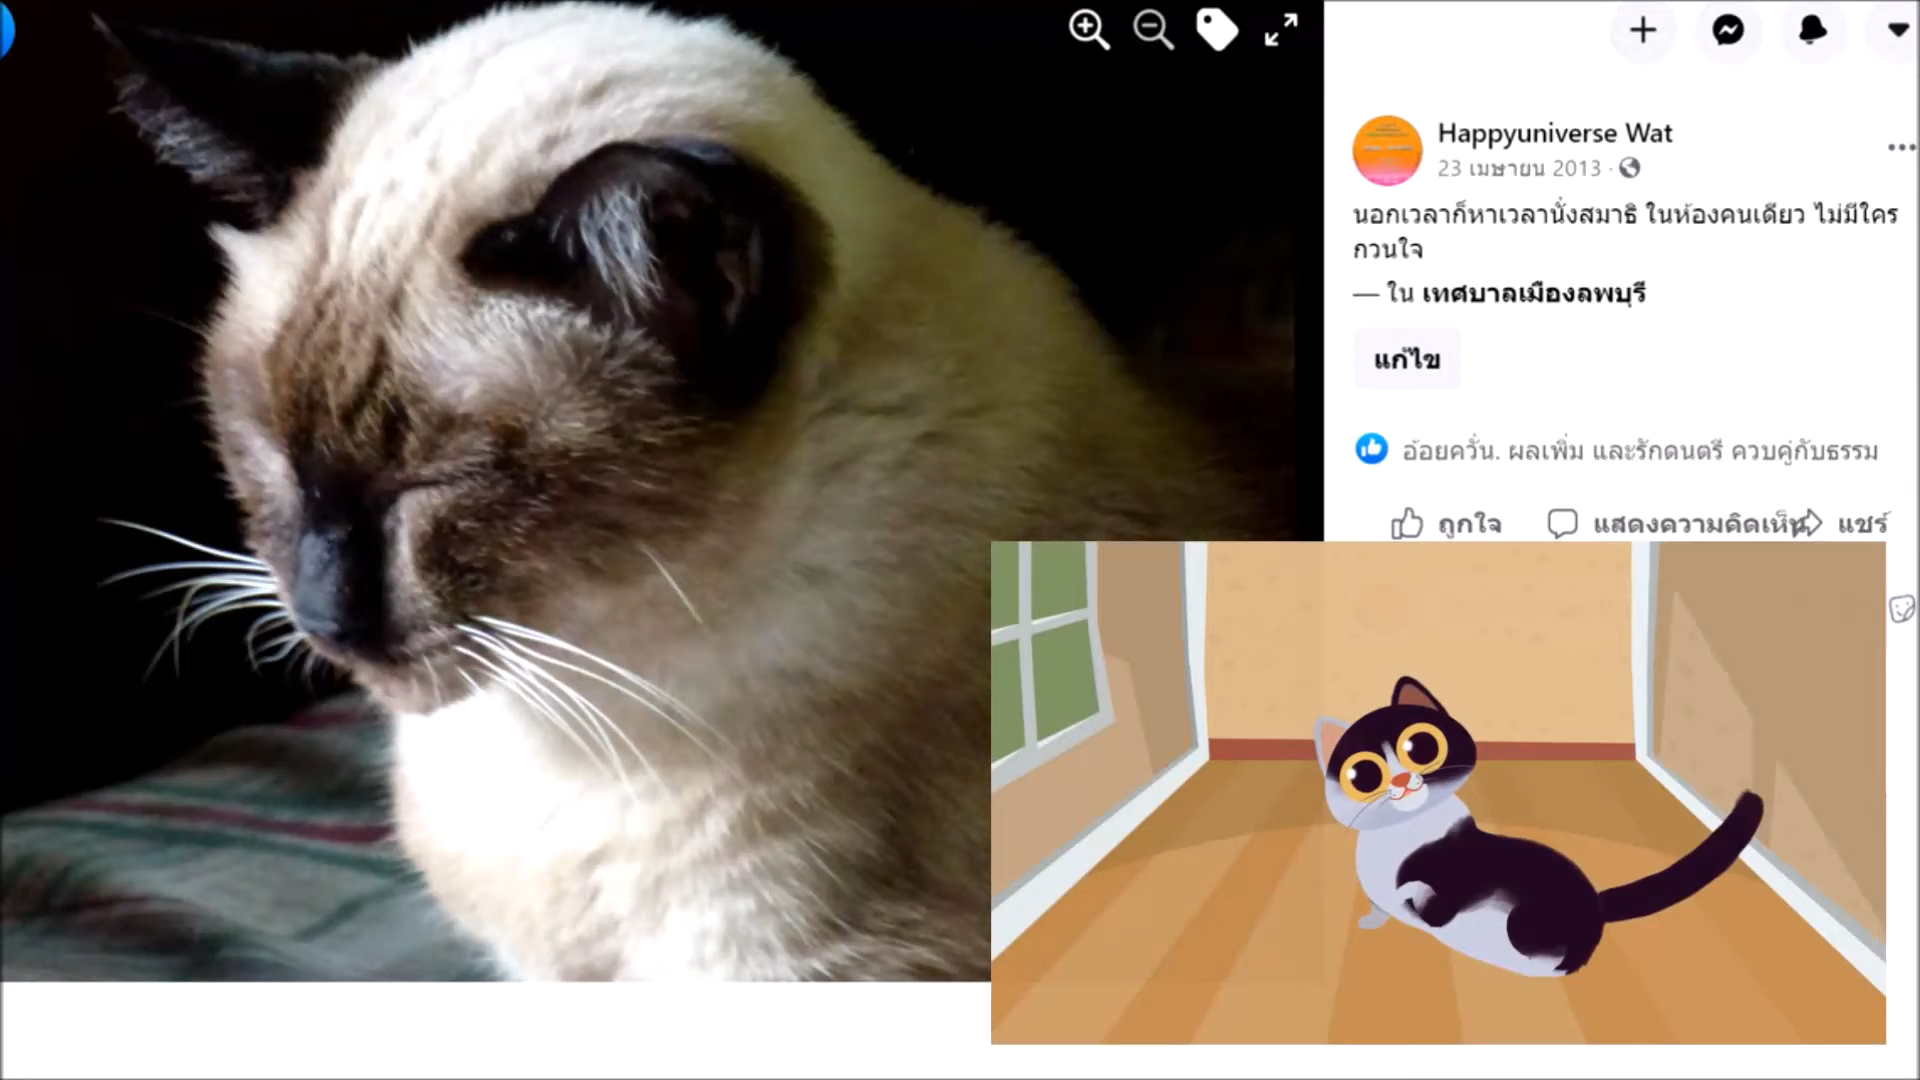 Happyuniverse Wat
23 เมษายน 2013 ·
นอกเวลาก็หาเวลานั่งสมาธิ ในห้องคนเดียว ไม่มีใคร
กวนใจ
— ใน เทศบาลเมืองลพบุรี
แก้ไข
อ้อยควั่น. ผลเพิ่ม และรักดนตรี ควบคู่กับธรรม
ถูกใจ แสดงความคิดเห็น แชร์